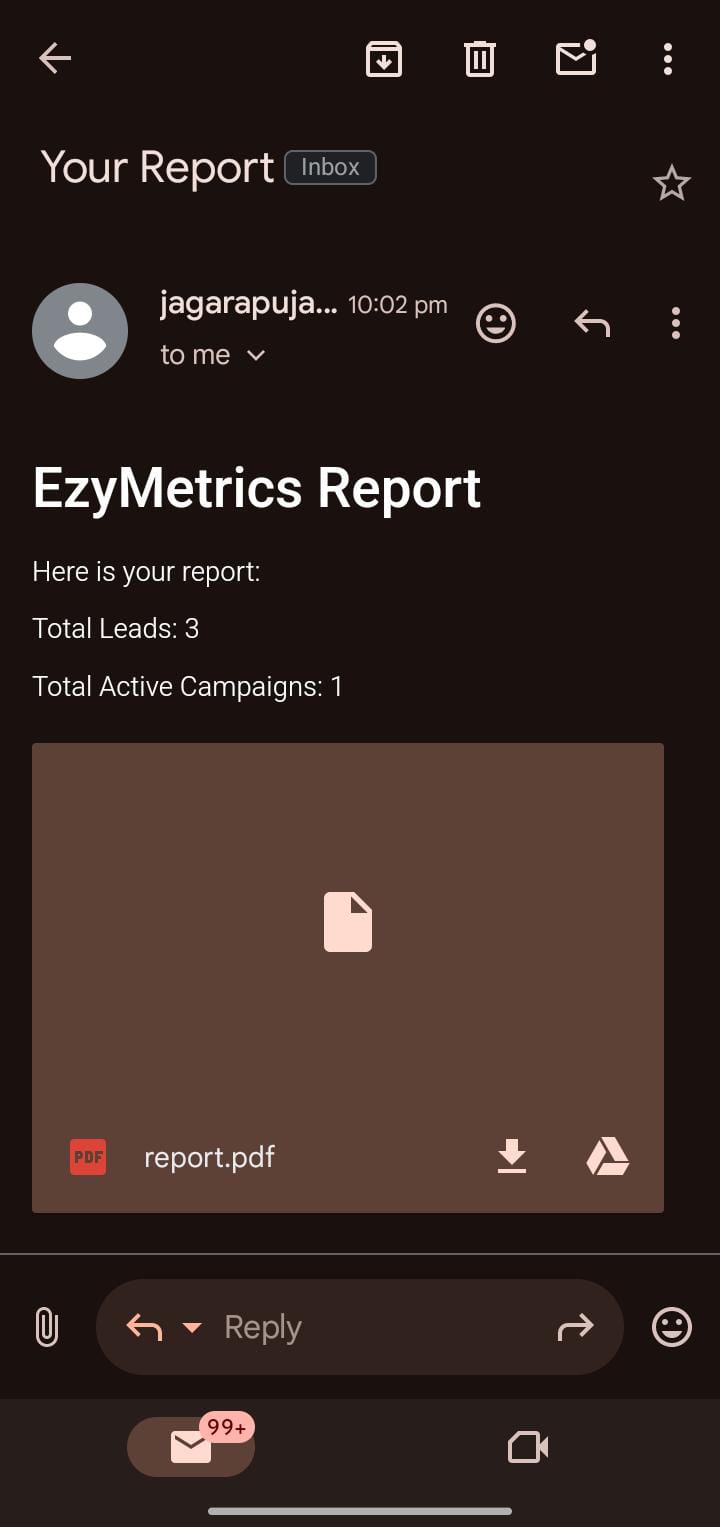 Your Report Inbox
jagarapuja... 10:02 pm
to me
EzyMetrics Report
Here is your report:
Total Leads: 3
Total Active Campaigns: 1
PDF report.pdf
Reply
99+